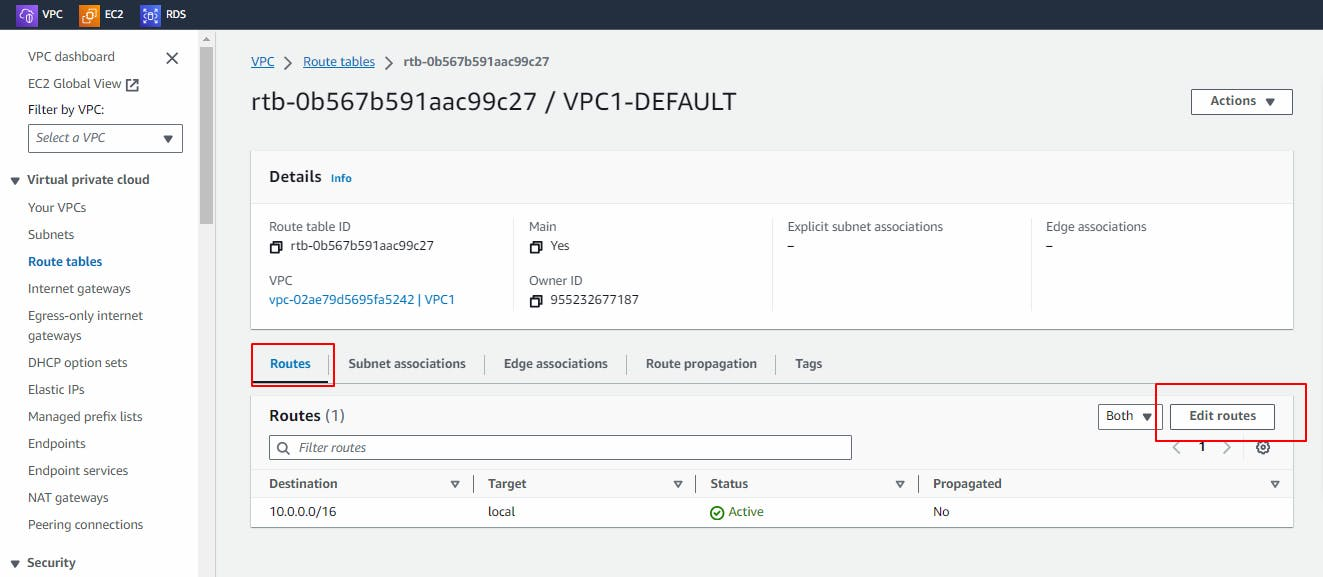 VPC EC2 RDS
VPC dashboard
EC2 Global View
Filter by VPC:
Select a VPC
Virtual private cloud
Your VPCs
Subnets
Route tables
Internet gateways
Egress-only internet
gateways
DHCP option sets
Elastic IPs
Managed prefix lists
Endpoints
Endpoint services
NAT gateways
Peering connections
Security
VPC Route tables rtb-0b567b591aac99c27
rtb-0b567b591aac99c27 / VPC1-DEFAULT
Actions
Details Info
Route table ID
rtb-0b567b591aac99c27
Main
Yes
Explicit subnet associations
–
Edge associations
–
VPC
vpc-02ae79d5695fa5242 | VPC1
Owner ID
955232677187
Routes Subnet associations Edge associations Route propagation Tags
Routes (1)
Both Edit routes
Filter routes
1
Destination Target Status Propagated
10.0.0.0/16 local Active No